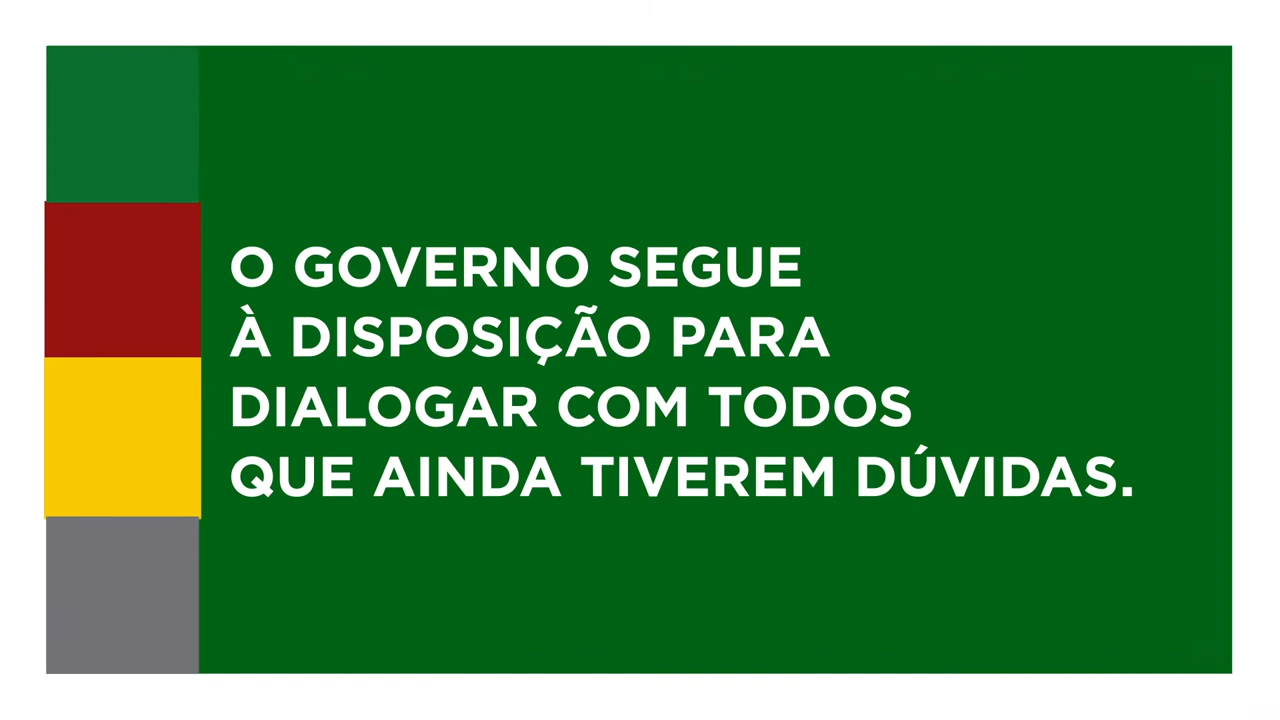 O GOVERNO SEGUE
À DISPOSIÇÃO PARA
DIALOGAR COM TODOS
QUE AINDA TIVEREM DÚVIDAS.